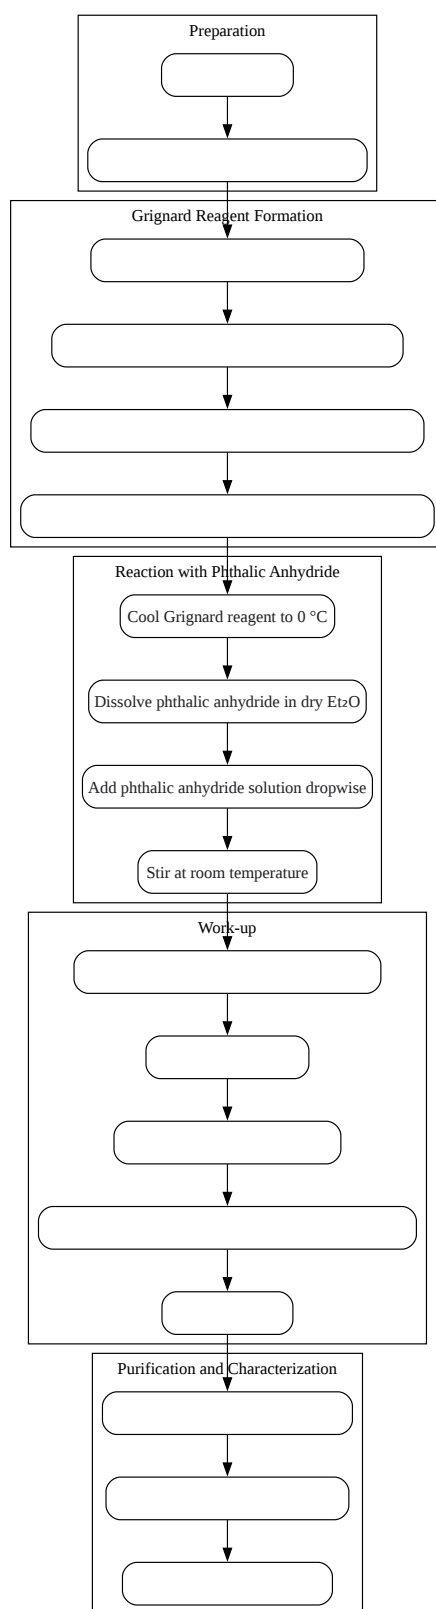 Preparation
Grignard Reagent Formation
Reaction with Phthalic Anhydride
Cool Grignard reagent to 0 °C
Dissolve phthalic anhydride in dry Et₂O
Add phthalic anhydride solution dropwise
Stir at room temperature
Work-up
Purification and Characterization